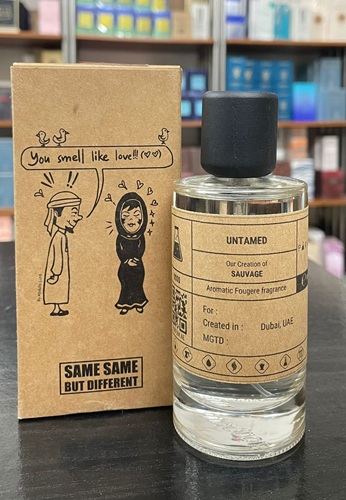 You smell like love!!! (♡♡)
SAME SAME
BUT DIFFERENT
UNTAMED
Our Creation of
SAUVAGE
Aromatic Fougere fragrance
For :
Created in : Dubai, UAE
MGTD :